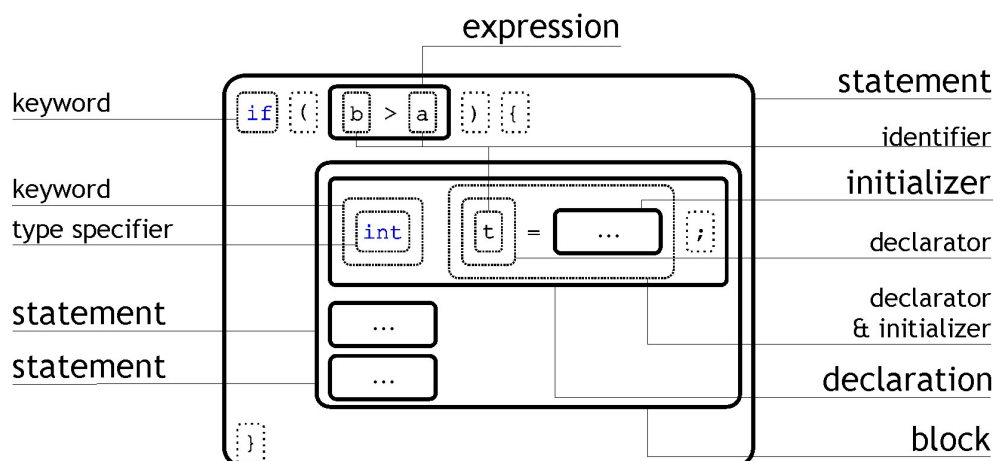 expression
statement
keyword
if ( b > a ) {
identifier
keyword
initializer
type specifier
int t = ... ;
declarator
declarator
& initializer
statement
...
statement
...
declaration
block
}